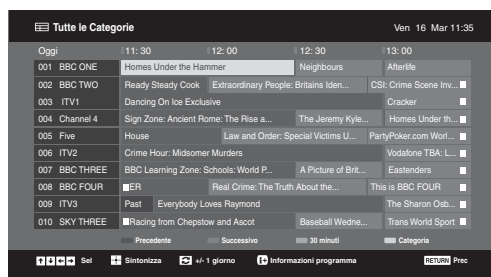 Tutte le Categorie Ven 16 Mar 11:35
Oggi 11:30 12:00 12:30 13:00
001 BBC ONE Homes Under the Hammer Neighbours Afterlife
002 BBC TWO Ready Steady Cook Extraordinary People: Britains Iden... CSI: Crime Scene Inv...
003 ITV1 Dancing On Ice Exclusive Cracker
004 Channel 4 Sign Zone: Ancient Rome: The Rise a... The Jeremy Kyle... Homes Under th...
005 Five House Law and Order: Special Victims U... PartyPoker.com Worl...
006 ITV2 Crime Hour: Midsomer Murders Vodafone TBA: L...
007 BBC THREE BBC Learning Zone: Schools: World P... A Picture of Brit... Eastenders
008 BBC FOUR ER Real Crime: The Truth About the... This is BBC FOUR
009 ITV3 Past Everybody Loves Raymond The Sharon Osb...
010 SKY THREE Racing from Chepstow and Ascot Baseball Wedne... Trans World Sport
Precedente Successivo 30 minuti Categoria
Sel Sintonizza +/- 1 giorno i+ Informazioni programma RETURN Prec